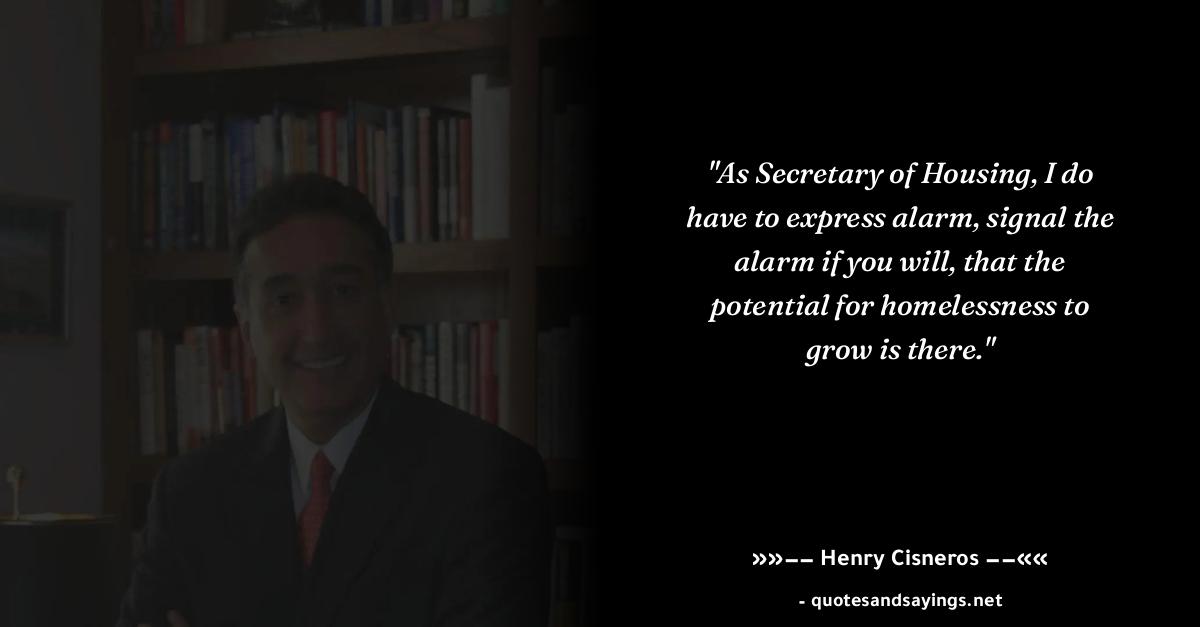 "As Secretary of Housing, I do
have to express alarm, signal the
alarm if you will, that the
potential for homelessness to
grow is there."
»»−− Henry Cisneros −−««
- quotesandsayings.net